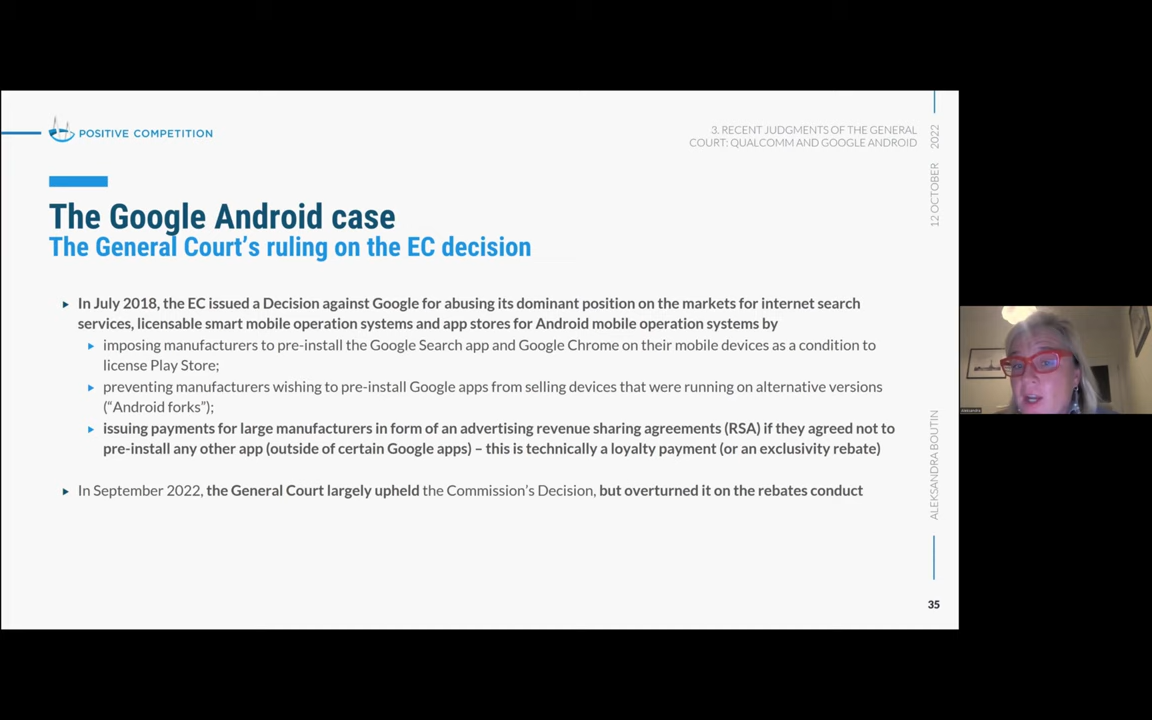 POSITIVE COMPETITION
3. RECENT JUDGMENTS OF THE GENERAL
COURT: QUALCOMM AND GOOGLE ANDROID
12 OCTOBER 2022
The Google Android case
The General Court's ruling on the EC decision
In July 2018, the EC issued a Decision against Google for abusing its dominant position on the markets for internet search
services, licensable smart mobile operation systems and app stores for Android mobile operation systems by
imposing manufacturers to pre-install the Google Search app and Google Chrome on their mobile devices as a condition to
license Play Store;
preventing manufacturers wishing to pre-install Google apps from selling devices that were running on alternative versions
(“Android forks”);
issuing payments for large manufacturers in form of an advertising revenue sharing agreements (RSA) if they agreed not to
pre-install any other app (outside of certain Google apps) – this is technically a loyalty payment (or an exclusivity rebate)
In September 2022, the General Court largely upheld the Commission's Decision, but overturned it on the rebates conduct
ALEKSANDRA BOUTIN
35